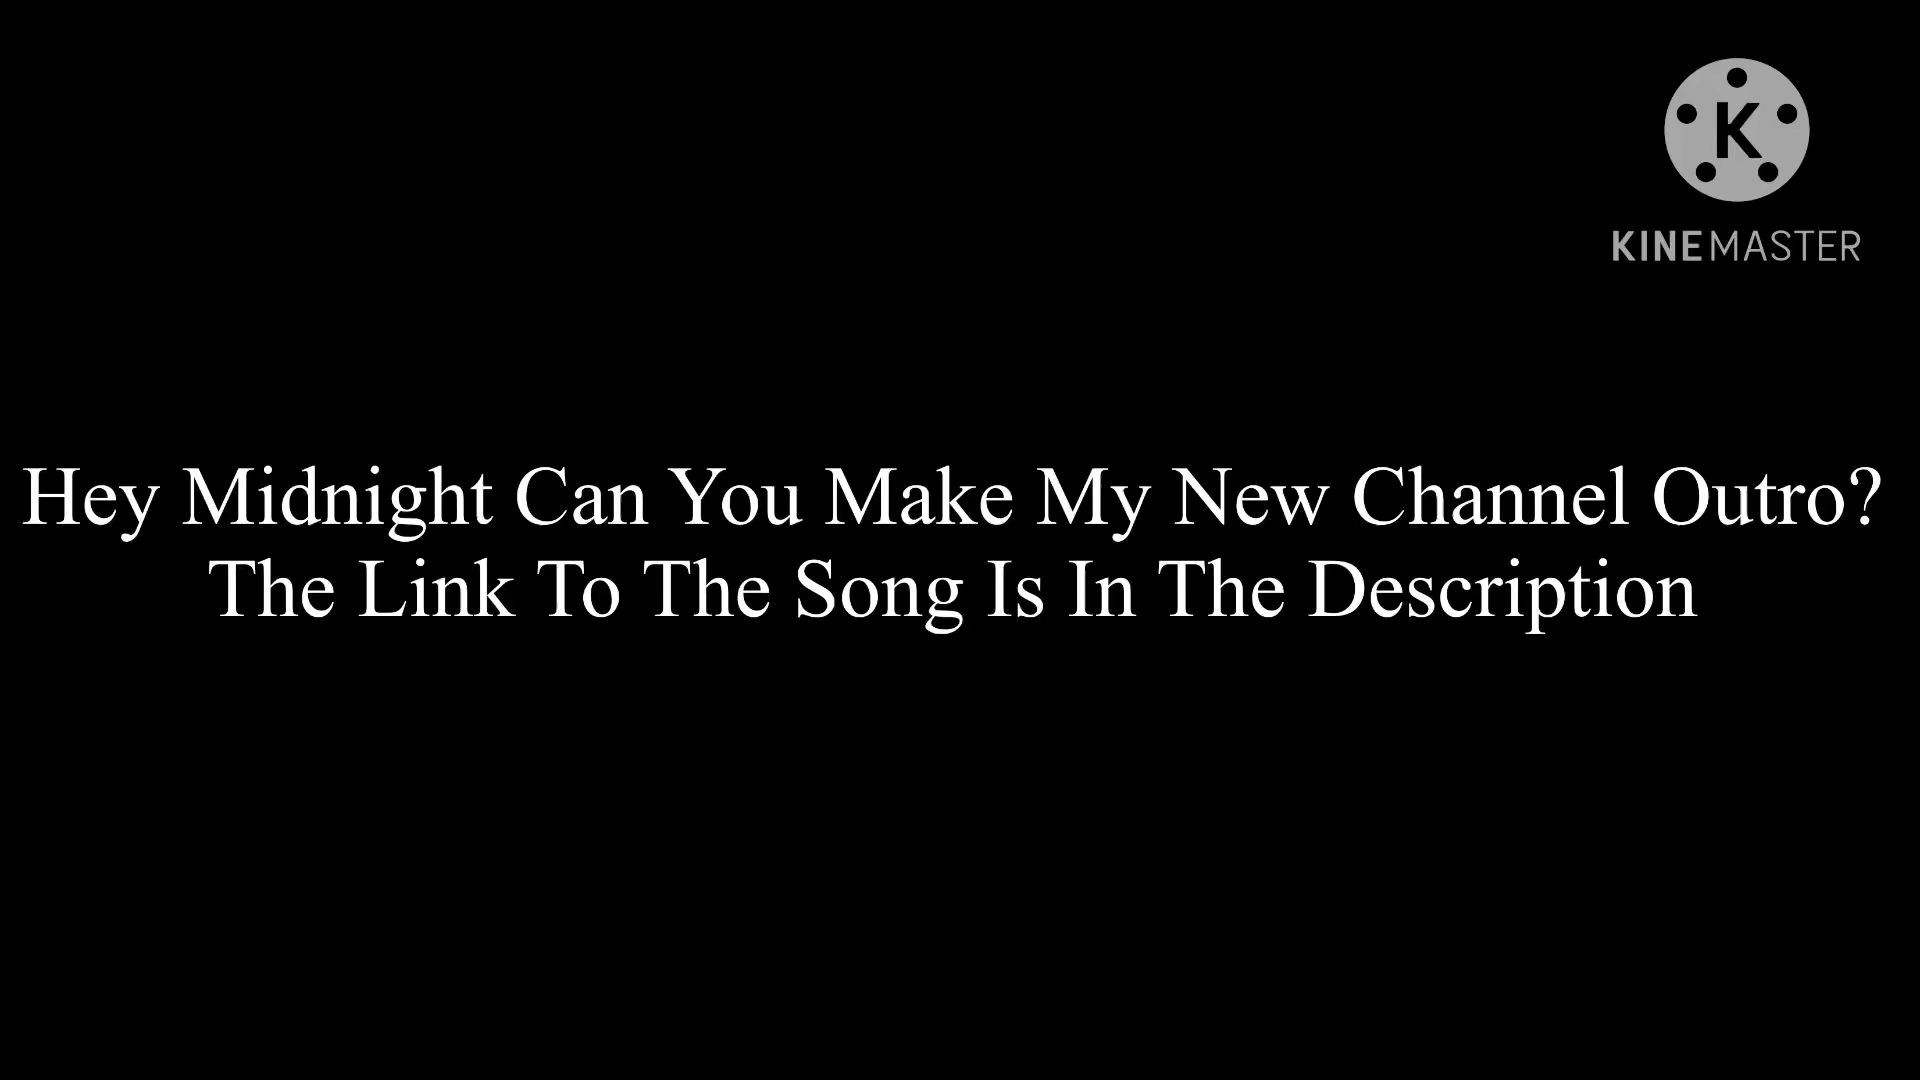 K
KINEMASTER
Hey Midnight Can You Make My New Channel Outro?
The Link To The Song Is In The Description